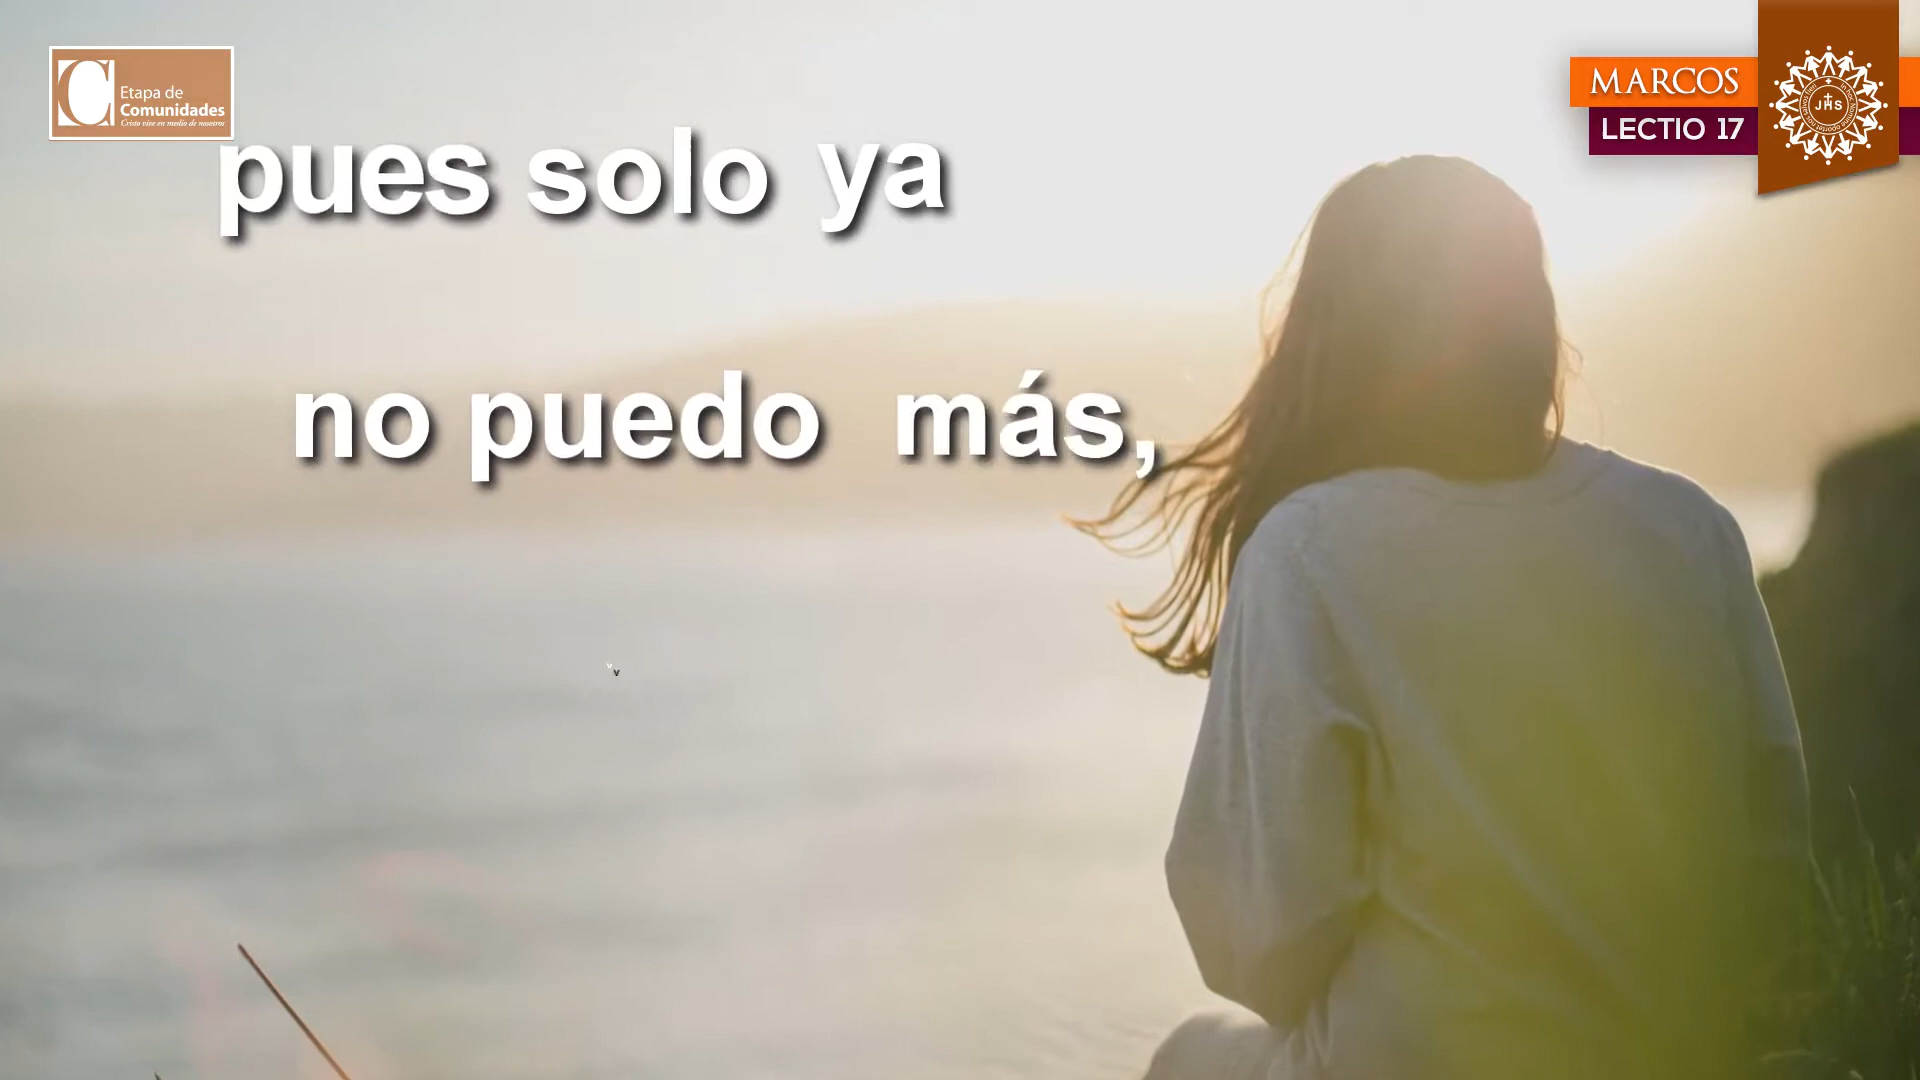 Etapa de
Comunidades
Cristo vive en medio de nosotros
MARCOS
LECTIO 17
JHS
pues solo ya
no puedo más,